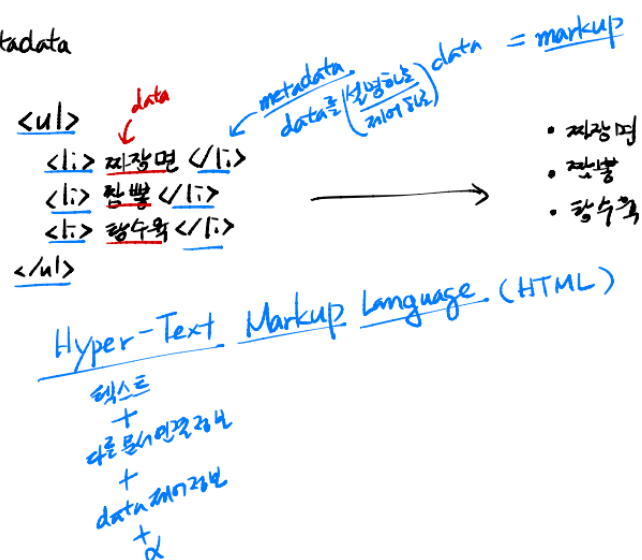 tadata
data
metadata
data를 (설명하는 제어하는) data = markup
<ul>
<li> 짜장면 </li>
<li> 짬뽕 </li>
<li> 탕수육 </li>
</ul>
• 짜장면
• 짬뽕
• 탕수육
Hyper-Text Markup Language (HTML)
텍스트
+
다른 문서 연결 정보
+
data 제어 정보
+
α